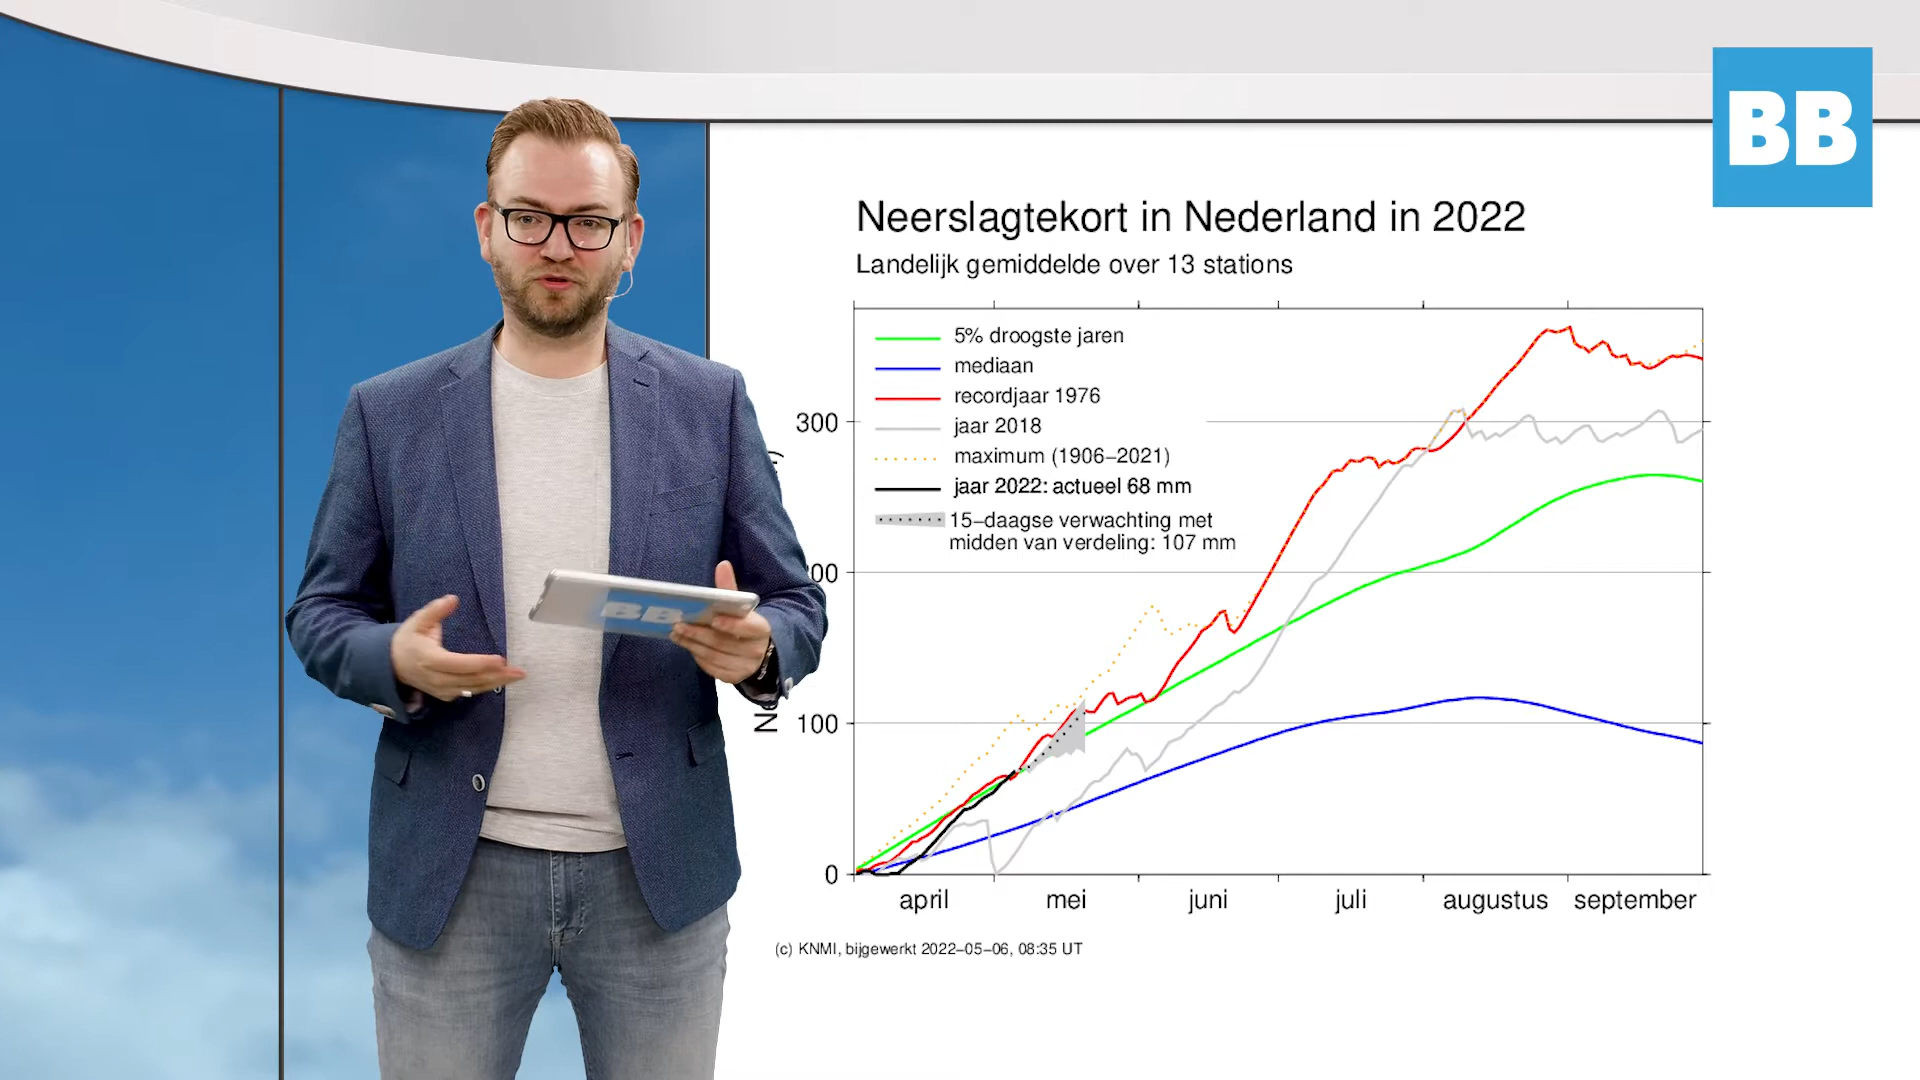 BB
Neerslagtekort in Nederland in 2022
Landelijk gemiddelde over 13 stations
5% droogste jaren
mediaan
recordjaar 1976
jaar 2018
maximum (1906–2021)
jaar 2022: actueel 68 mm
15–daagse verwachting met
midden van verdeling: 107 mm
300
100
0
april mei juni juli augustus september
(c) KNMI, bijgewerkt 2022–05–06, 08:35 UT
BB